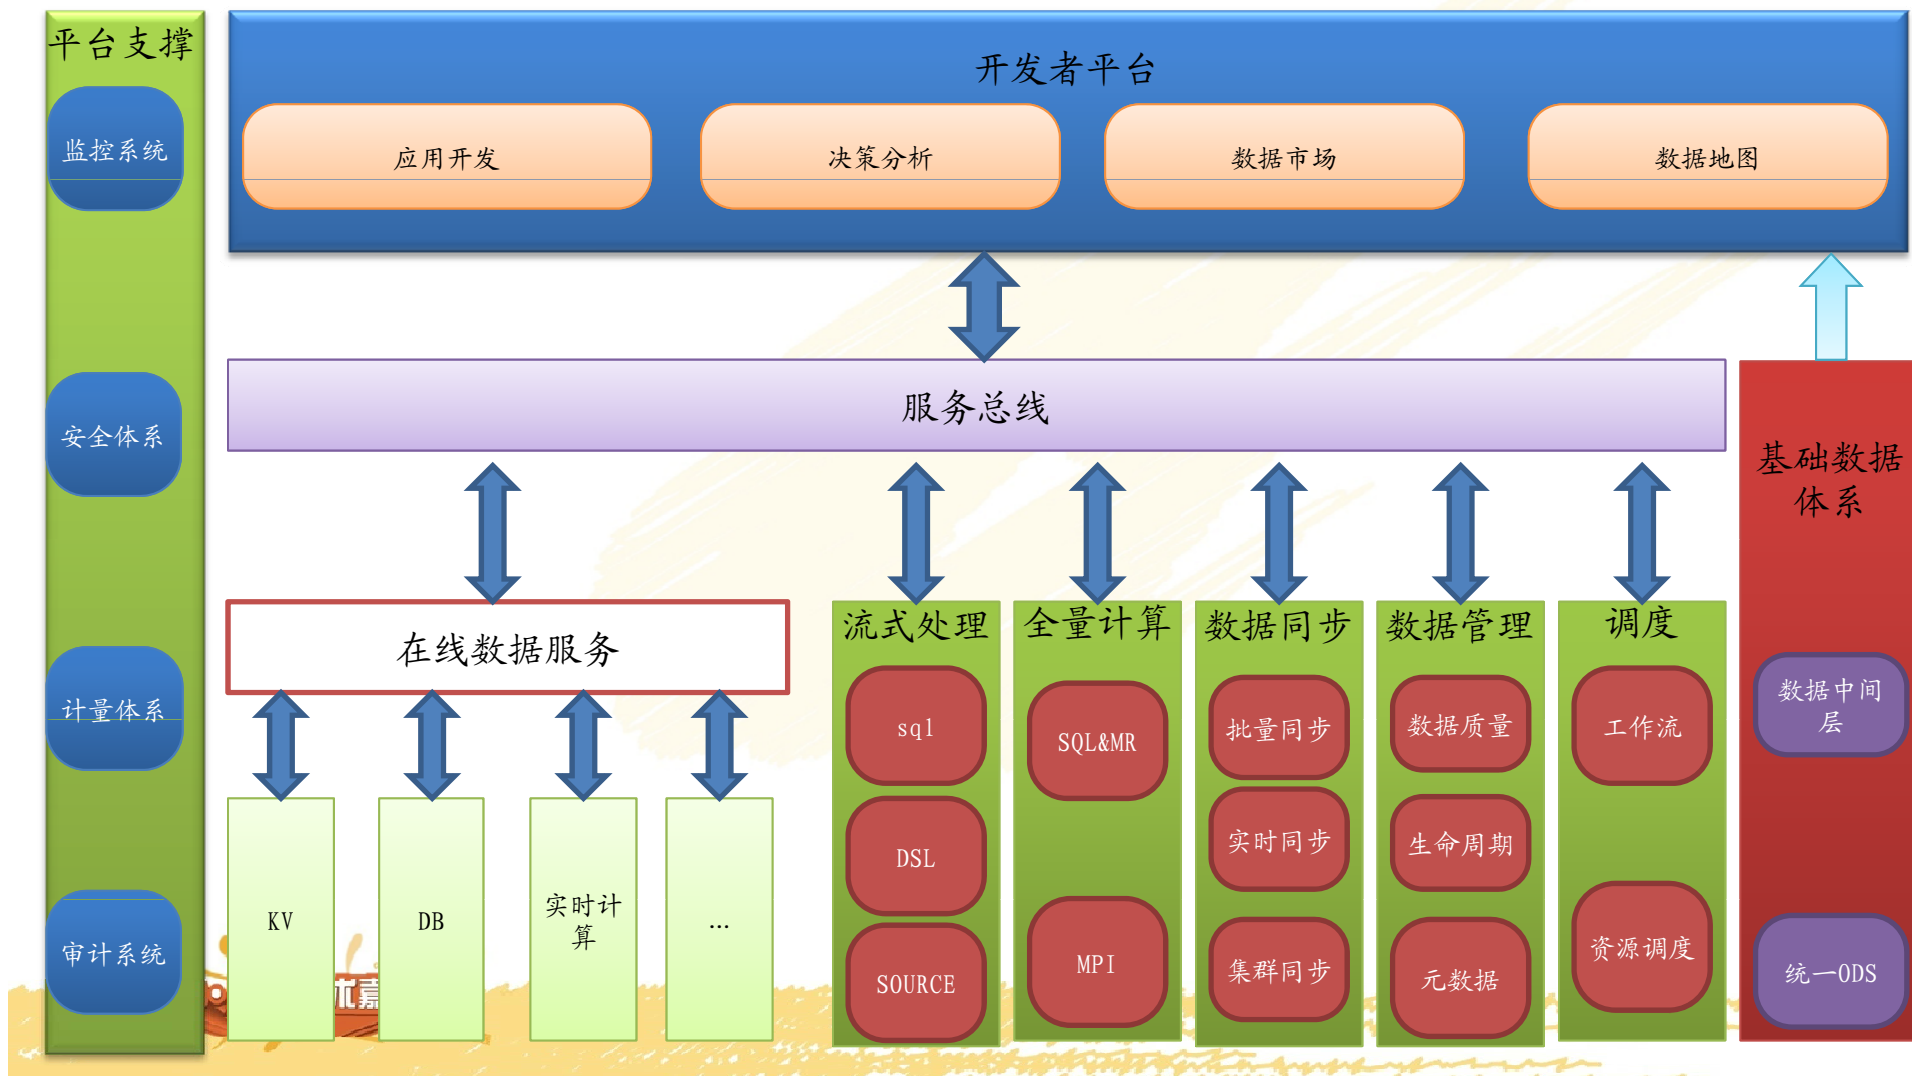 平台支撑
监控系统
安全体系
计量体系
审计系统
开发者平台
应用开发
决策分析
数据市场
数据地图
服务总线
在线数据服务
KV
DB
实时计
算
...
流式处理
sql
DSL
SOURCE
全量计算
SQL&MR
MPI
数据同步
批量同步
实时同步
集群同步
数据管理
数据质量
生命周期
元数据
调度
工作流
资源调度
基础数据
体系
数据中间
层
统一ODS